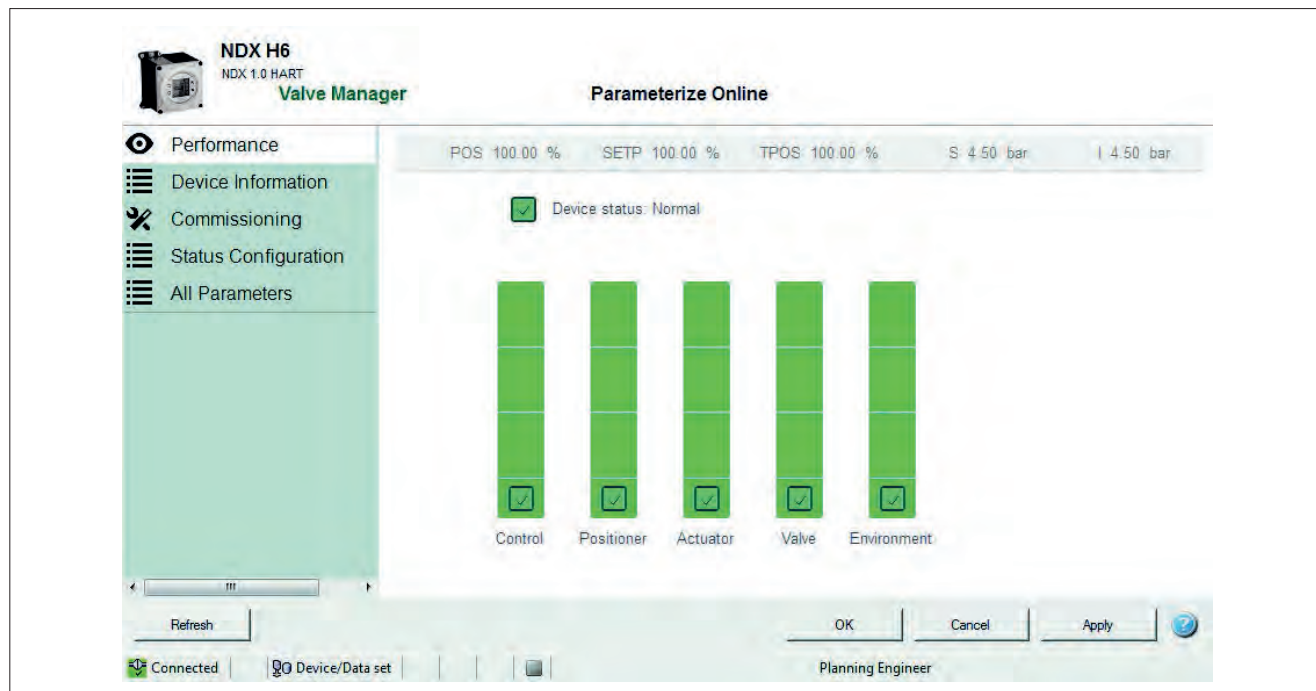 NDX H6
NDX 1.0 HART
Valve Manager
Parameterize Online
Performance
Device Information
Commissioning
Status Configuration
All Parameters
POS 100.00 % SETP 100.00 % TPOS 100.00 % S 4.50 bar I 4.50 bar
Device status: Normal
Control Positioner Actuator Valve Environment
Refresh OK Cancel Apply ?
Connected Device/Data set Planning Engineer